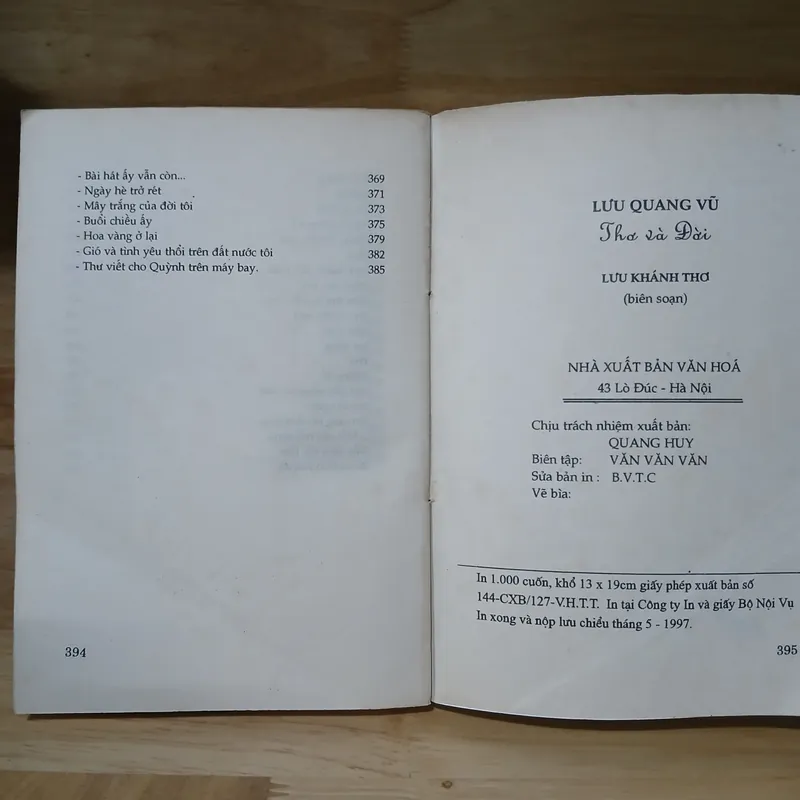 - Bài hát ấy vẫn còn... 369
- Ngày hè trở rét 371
- Mây trắng của đời tôi 373
- Buổi chiều ấy 375
- Hoa vàng ở lại 379
- Gió và tình yêu thổi trên đất nước tôi 382
- Thư viết cho Quỳnh trên máy bay. 385
394
LƯU QUANG VŨ
Thơ và Đời
LƯU KHÁNH THƠ
(biên soạn)
NHÀ XUẤT BẢN VĂN HOÁ
43 Lò Đúc - Hà Nội
Chịu trách nhiệm xuất bản:
QUANG HUY
Biên tập: VĂN VĂN VĂN
Sửa bản in : B.V.T.C
Vẽ bìa:
In 1.000 cuốn, khổ 13 x 19cm giấy phép xuất bản số
144-CXB/127-V.H.T.T. In tại Công ty In và giấy Bộ Nội Vụ
In xong và nộp lưu chiểu tháng 5 - 1997.
395